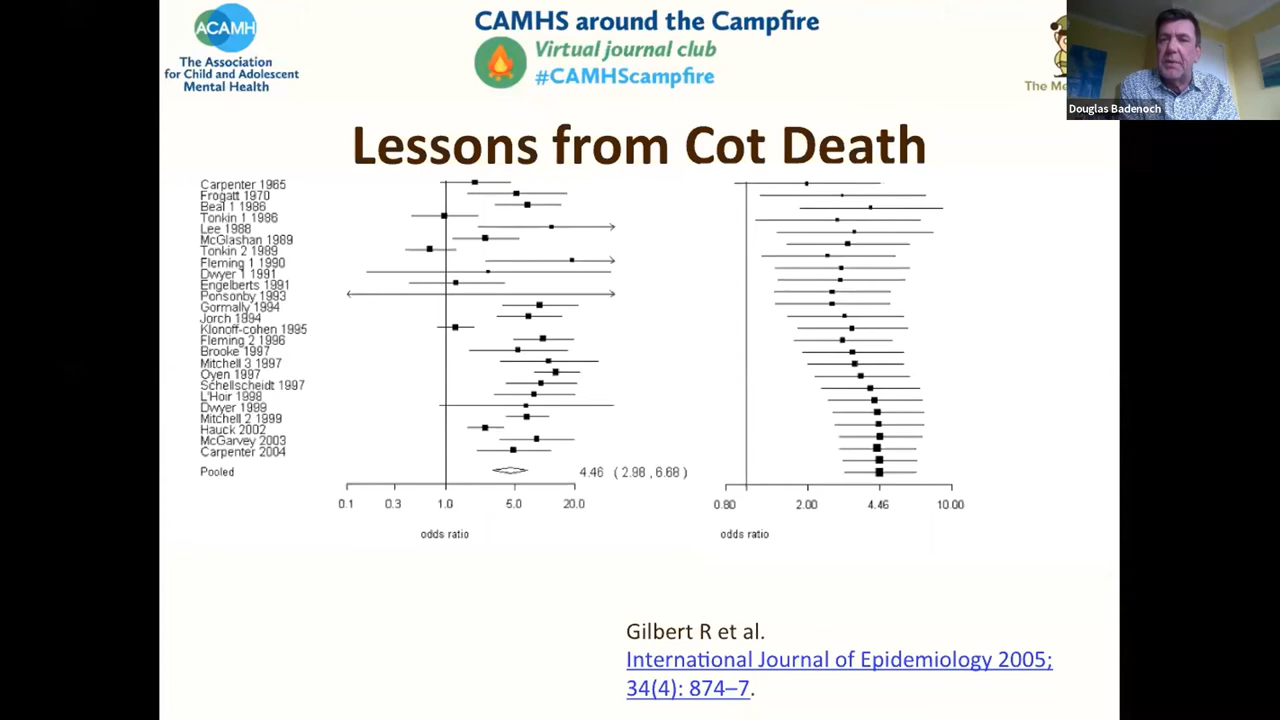 ACAMH
The Association
for Child and Adolescent
Mental Health
CAMHS around the Campfire
Virtual journal club
#CAMHScampfire
Douglas Badenoch
Lessons from Cot Death
Carpenter 1965
Frogatt 1970
Beal 1 1986
Tonkin 1 1986
Lee 1988
McGlashan 1989
Tonkin 2 1989
Fleming 1 1990
Dwyer 1 1991
Engelberts 1991
Ponsonby 1993
Gormally 1994
Jorch 1994
Klonoff-cohen 1995
Fleming 2 1996
Brooke 1997
Mitchell 3 1997
Oyen 1997
Schellscheidt 1997
L'Hoir 1998
Dwyer 1999
Mitchell 2 1999
Hauck 2002
McGarvey 2003
Carpenter 2004
Pooled
4.46 (2.98, 6.68)
0.1 0.3 1.0 5.0 20.0
odds ratio
0.80 2.00 4.46 10.00
odds ratio
Gilbert R et al.
International Journal of Epidemiology 2005;
34(4): 874–7.